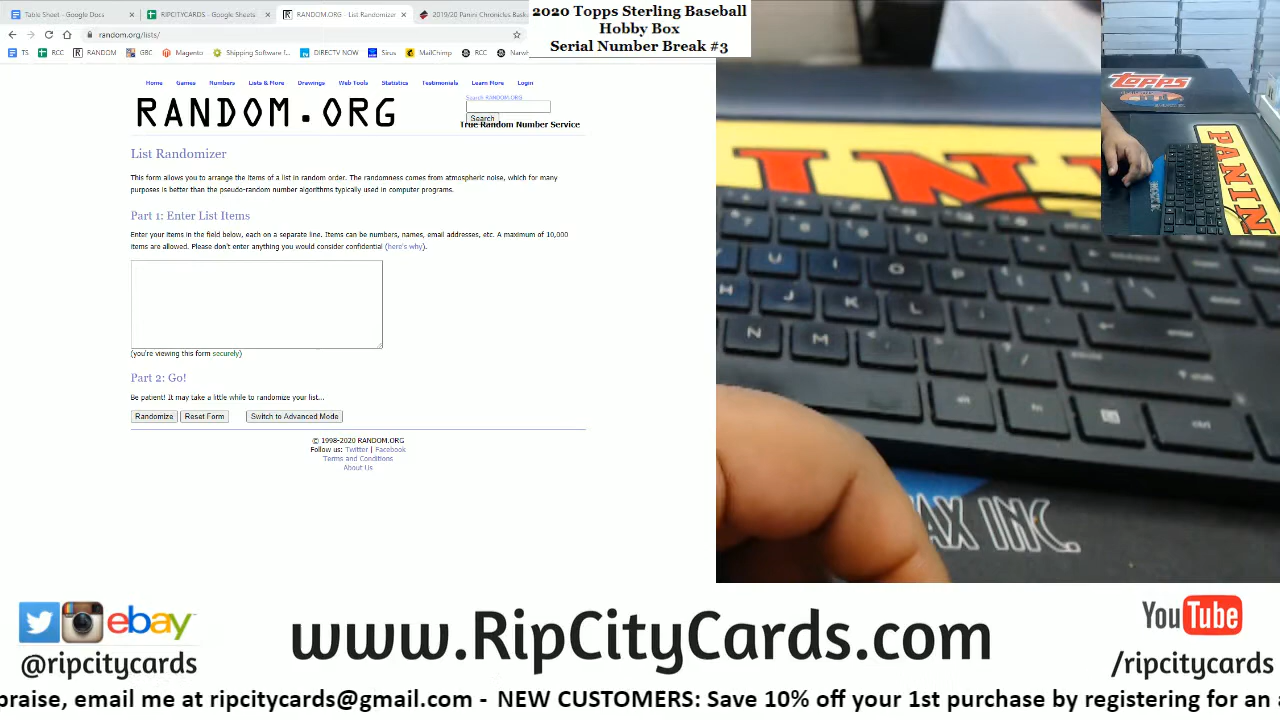 Table Sheet - Google Docs
RIPCITYCARDS - Google Sheets
RANDOM.ORG - List Randomizer
2019/20 Panini Chronicles Bask
random.org/lists/
TS
RCC
RANDOM
GBC
Magento
Shipping Software f...
DIRECTV NOW
Sirus
MailChimp
RCC
Narw
2020 Topps Sterling Baseball
Hobby Box
Serial Number Break #3
Home Games Numbers Lists & More Drawings Web Tools Statistics Testimonials Learn More Login
RANDOM.ORG
Search RANDOM.ORG
Search
True Random Number Service
List Randomizer
This form allows you to arrange the items of a list in random order. The randomness comes from atmospheric noise, which for many
purposes is better than the pseudo-random number algorithms typically used in computer programs.
Part 1: Enter List Items
Enter your items in the field below, each on a separate line. Items can be numbers, names, email addresses, etc. A maximum of 10,000
items are allowed. Please don't enter anything you would consider confidential (here's why).
(you're viewing this form securely)
Part 2: Go!
Be patient! It may take a little while to randomize your list...
Randomize Reset Form Switch to Advanced Mode
© 1998-2020 RANDOM.ORG
Follow us: Twitter | Facebook
Terms and Conditions
About Us
INI
U I O P
H J K L
N M
alt fn ctrl
AX INC.
TOPPS
PANIN
ebay
@ripcitycards
www.RipCityCards.com
YouTube
/ripcitycards
praise, email me at ripcitycards@gmail.com - NEW CUSTOMERS: Save 10% off your 1st purchase by registering for an a